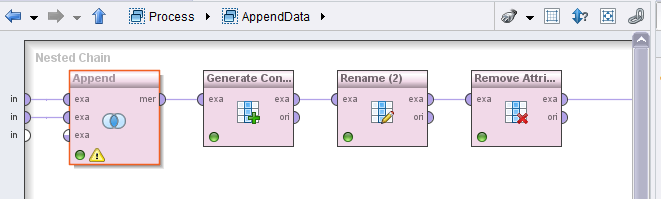 Process AppendData
Nested Chain
Append
Generate Con...
Rename (2)
Remove Attri...
in exa mer exa exa exa exa exa exa
in exa ori ori ori
in exa